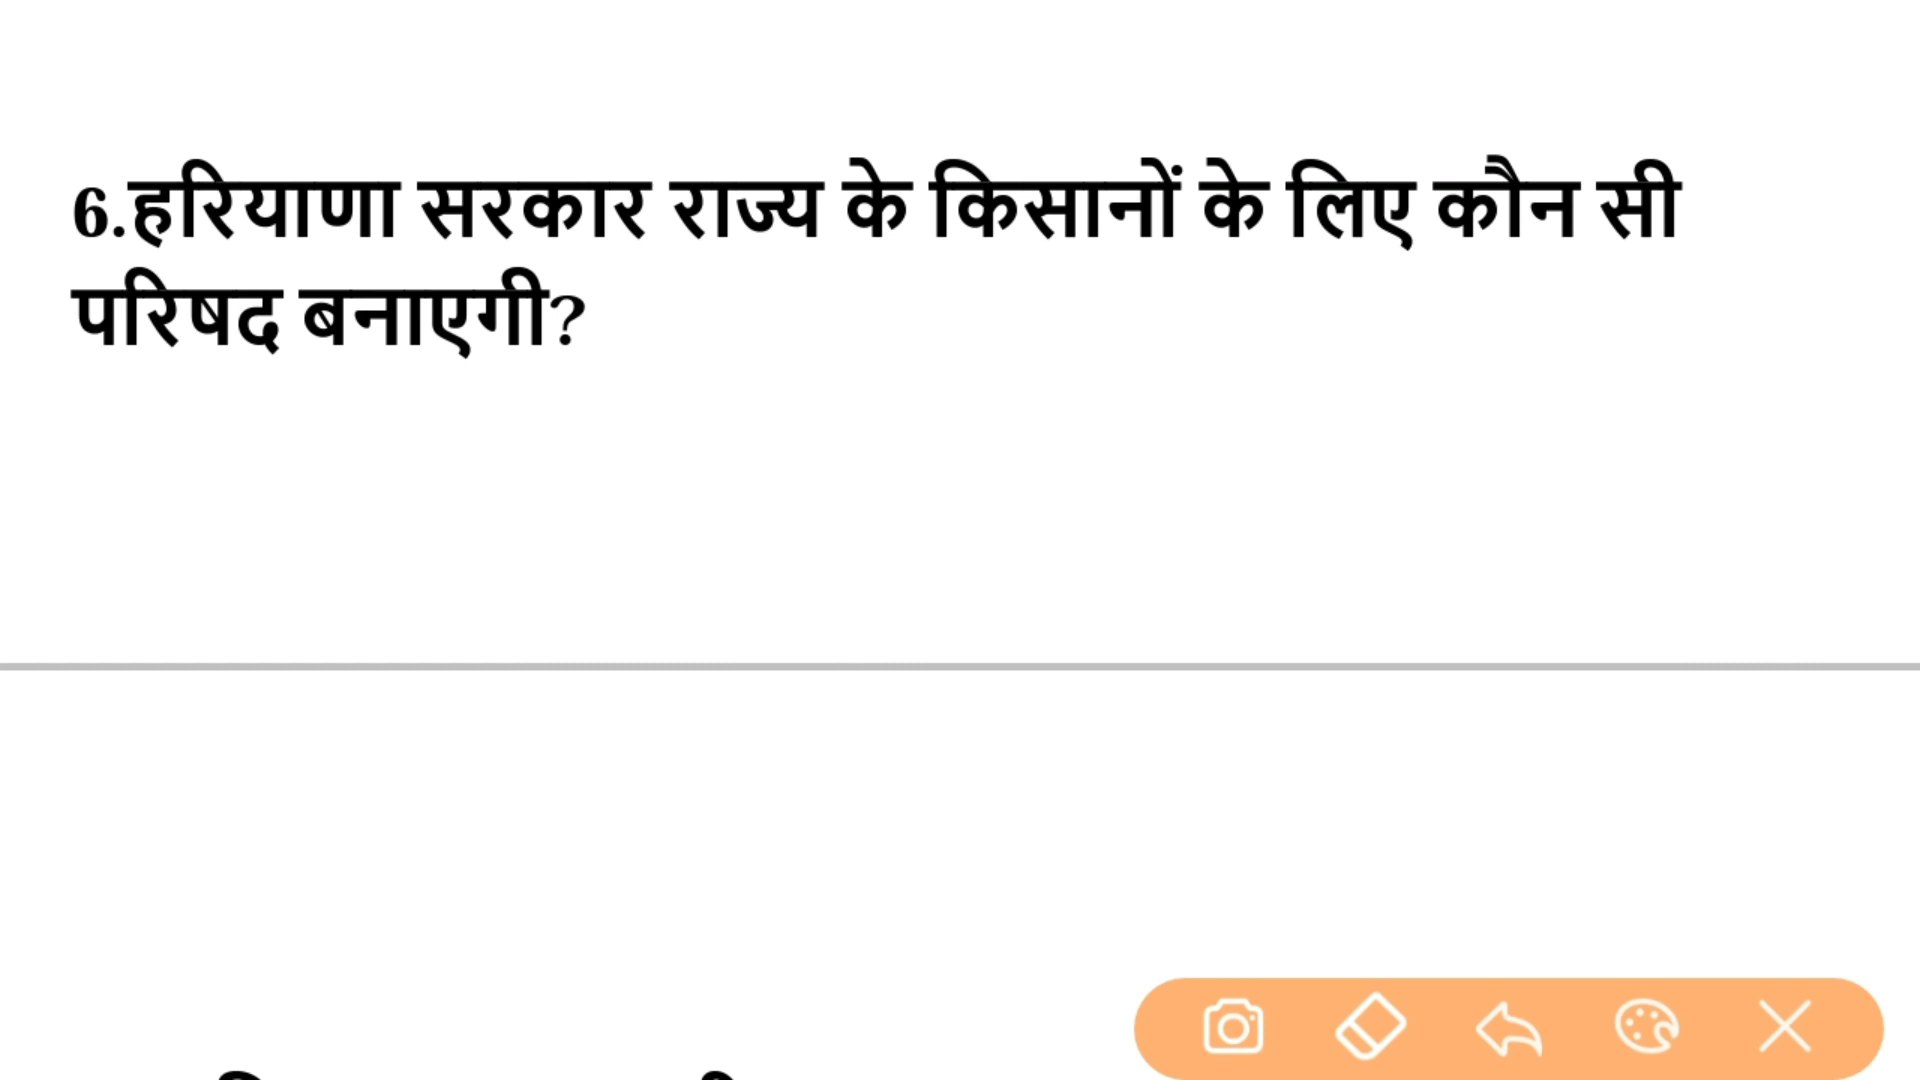 6.हरियाणा सरकार राज्य के किसानों के लिए कौन सी
परिषद बनाएगी?